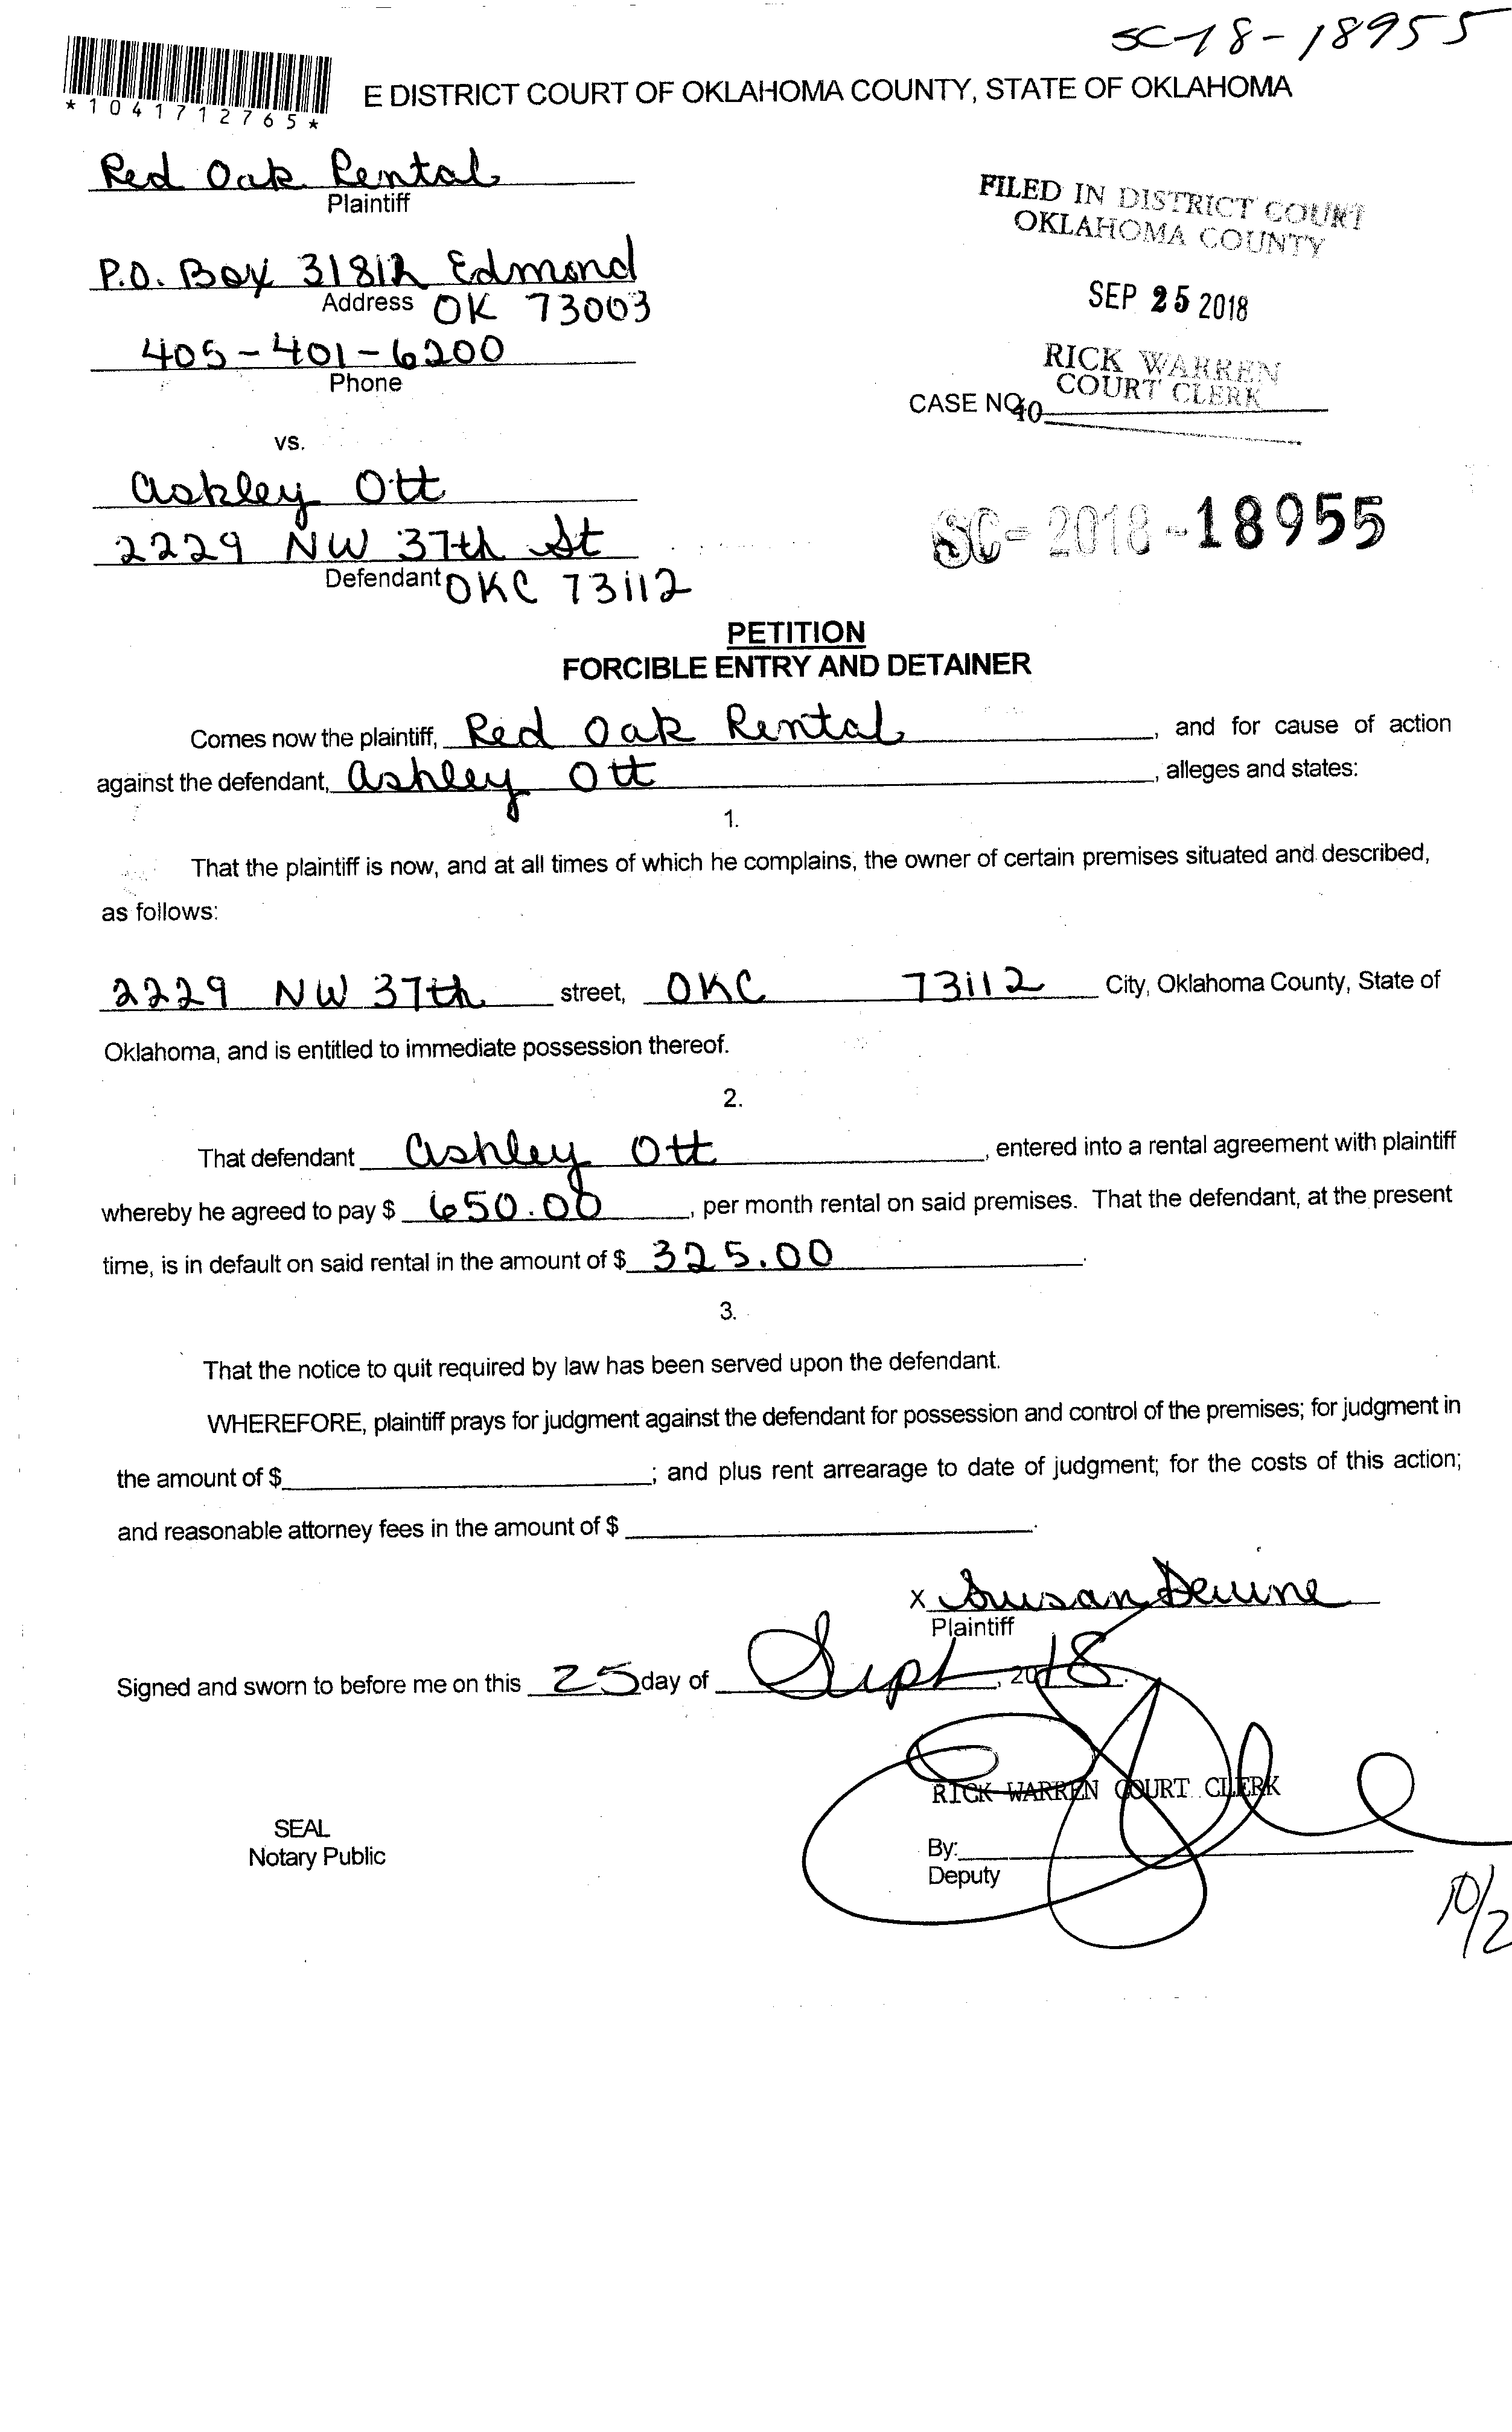 SC-18-18955
*1041712765*
E DISTRICT COURT OF OKLAHOMA COUNTY, STATE OF OKLAHOMA
Red Oak Rental
Plaintiff
FILED IN DISTRICT COURT
OKLAHOMA COUNTY
P.O. Box 31812 Edmond
Address OK 73003
SEP 25 2018
405-401-6200
Phone
RICK WARREN
COURT CLERK
CASE NO.
40
vs.
Ashley Ott
2229 NW 37th St
Defendant OKC 73112
SC-2018-18955
PETITION
FORCIBLE ENTRY AND DETAINER
Comes now the plaintiff, Red Oak Rental, and for cause of action
against the defendant, Ashley Ott, alleges and states:
1.
That the plaintiff is now, and at all times of which he complains, the owner of certain premises situated and described,
as follows:
2229 NW 37th street, OKC 73112 City, Oklahoma County, State of
Oklahoma, and is entitled to immediate possession thereof.
2.
That defendant Ashley Ott, entered into a rental agreement with plaintiff
whereby he agreed to pay $ 650.00, per month rental on said premises. That the defendant, at the present
time, is in default on said rental in the amount of $ 325.00.
3.
That the notice to quit required by law has been served upon the defendant.
WHEREFORE, plaintiff prays for judgment against the defendant for possession and control of the premises; for judgment in
the amount of $ ; and plus rent arrearage to date of judgment; for the costs of this action;
and reasonable attorney fees in the amount of $ .
X Susan Devine
Plaintiff
Signed and sworn to before me on this 25 day of Sept, 2018.
RICK WARREN COURT CLERK
SEAL
Notary Public
By:
Deputy
10/2